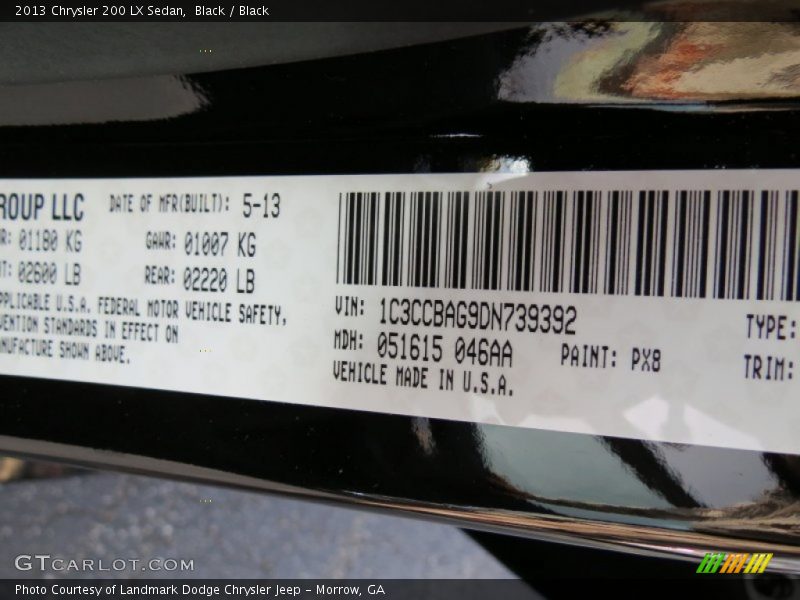 2013 Chrysler 200 LX Sedan,  Black / Black
ROUP LLC DATE OF MFR(BUILT): 5-13
01180 KG GAWR: 01007 KG
02600 LB REAR: 02220 LB
APPLICABLE U.S.A. FEDERAL MOTOR VEHICLE SAFETY,
VENTION STANDARDS IN EFFECT ON
NUFACTURE SHOWN ABOVE.
VIN: 1C3CCBAG9DN739392 TYPE:
MDH: 051615 046AA PAINT: PX8 TRIM:
VEHICLE MADE IN U.S.A.
GTCARLOT.COM
Photo Courtesy of Landmark Dodge Chrysler Jeep - Morrow, GA